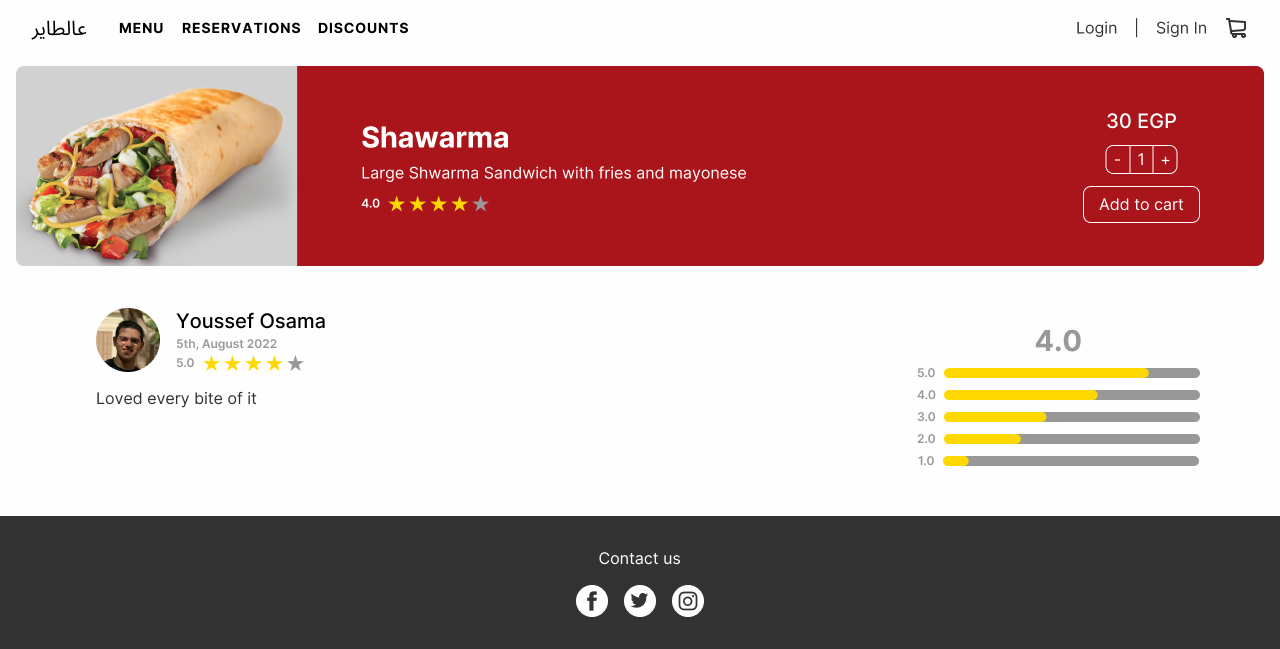 عالطاير MENU RESERVATIONS DISCOUNTS Login | Sign In
Shawarma
Large Shwarma Sandwich with fries and mayonese
4.0
30 EGP
- 1 +
Add to cart
Youssef Osama
5th, August 2022
5.0
Loved every bite of it
4.0
5.0
4.0
3.0
2.0
1.0
Contact us